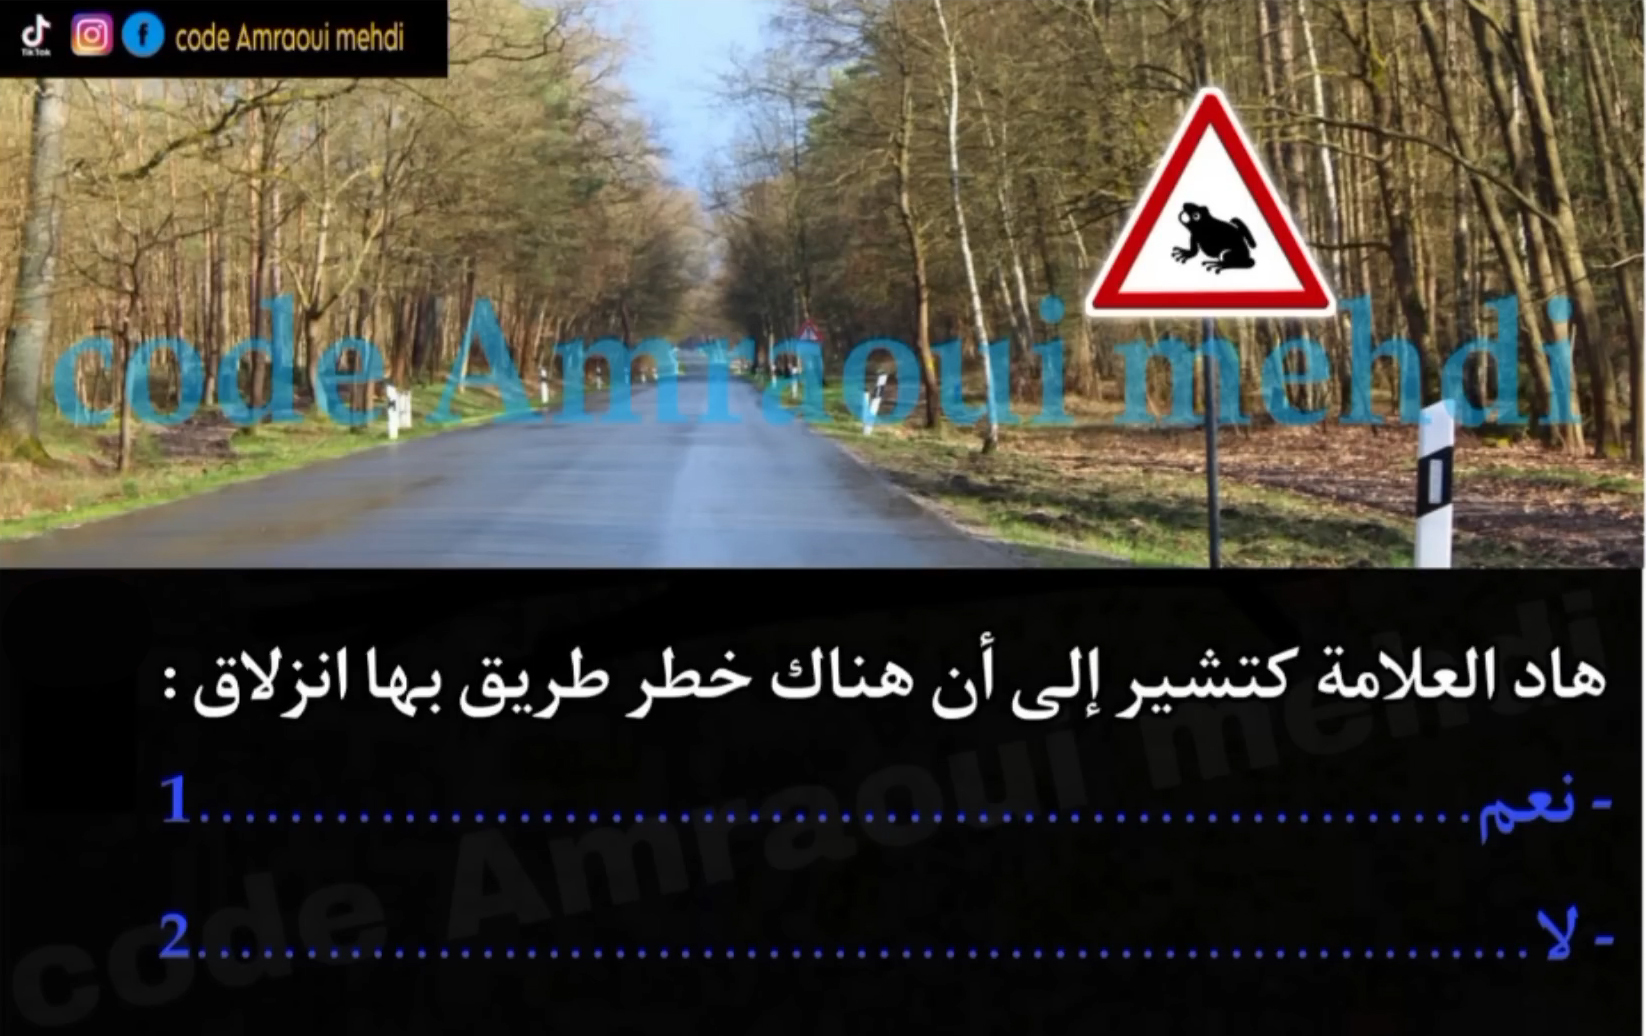 TikTok
code Amraoui mehdi
code Amraoui mehdi
هاد العلامة كتشير إلى أن هناك خطر طريق بها انزلاق :
- نعم.................................................1
- لا...................................................2
code Amraoui mehdi